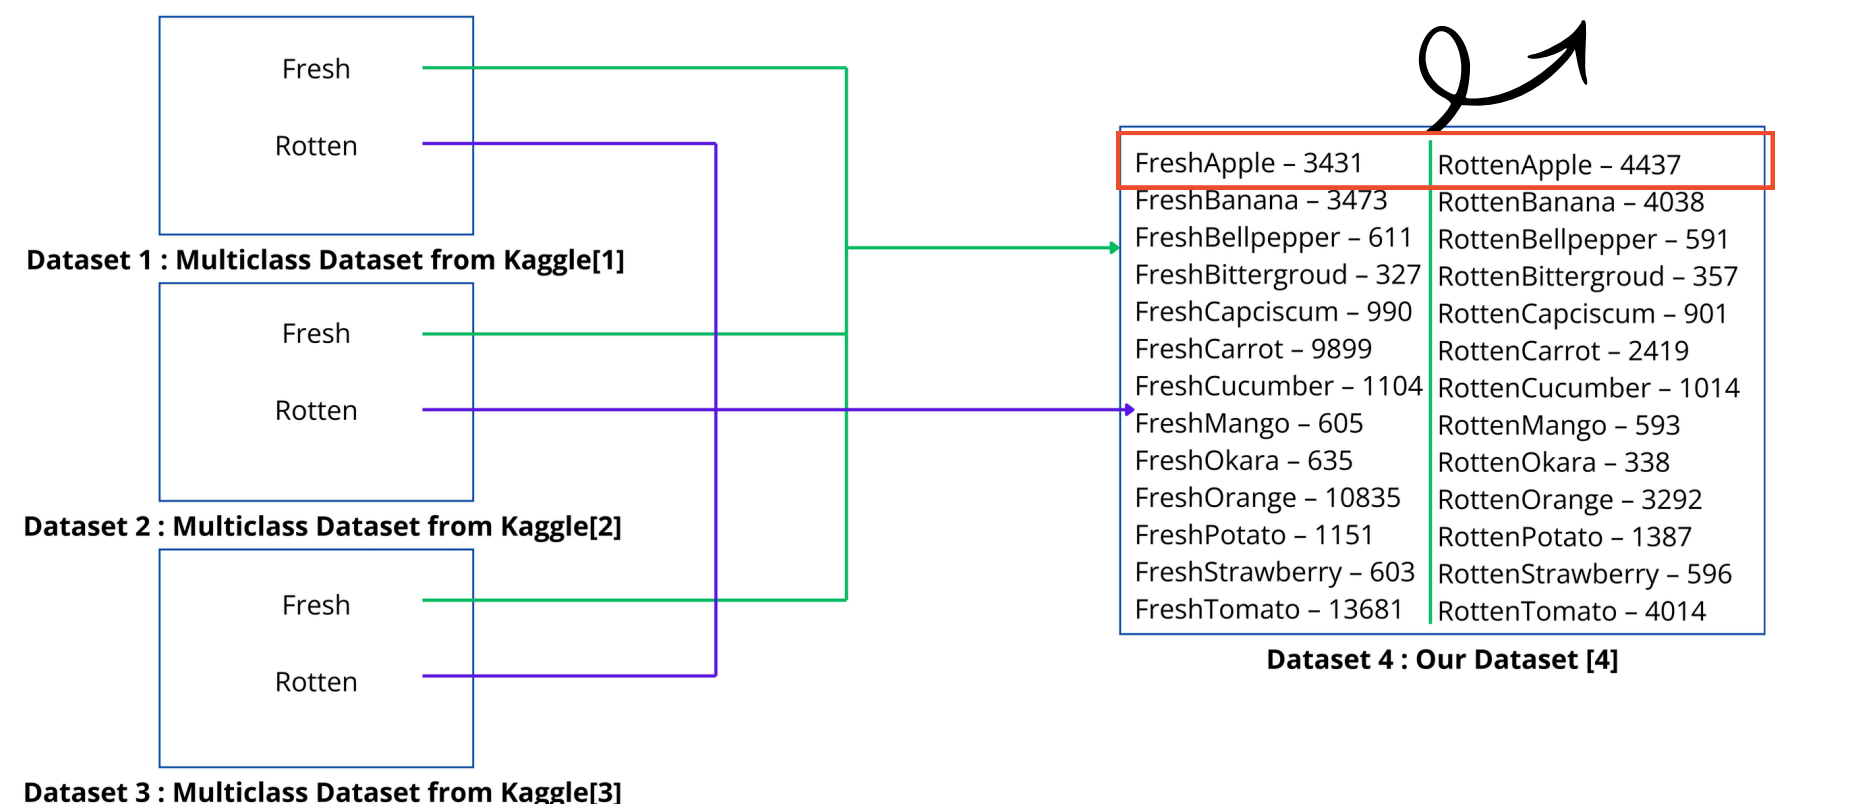 Fresh
Rotten
Dataset 1 : Multiclass Dataset from Kaggle[1]
Fresh
Rotten
Dataset 2 : Multiclass Dataset from Kaggle[2]
Fresh
Rotten
Dataset 3 : Multiclass Dataset from Kaggle[3]
FreshApple – 3431
FreshBanana – 3473
FreshBellpepper – 611
FreshBittergroud – 327
FreshCapciscum – 990
FreshCarrot – 9899
FreshCucumber – 1104
FreshMango – 605
FreshOkara – 635
FreshOrange – 10835
FreshPotato – 1151
FreshStrawberry – 603
FreshTomato – 13681
RottenApple – 4437
RottenBanana – 4038
RottenBellpepper – 591
RottenBittergroud – 357
RottenCapciscum – 901
RottenCarrot – 2419
RottenCucumber – 1014
RottenMango – 593
RottenOkara – 338
RottenOrange – 3292
RottenPotato – 1387
RottenStrawberry – 596
RottenTomato – 4014
Dataset 4 : Our Dataset [4]